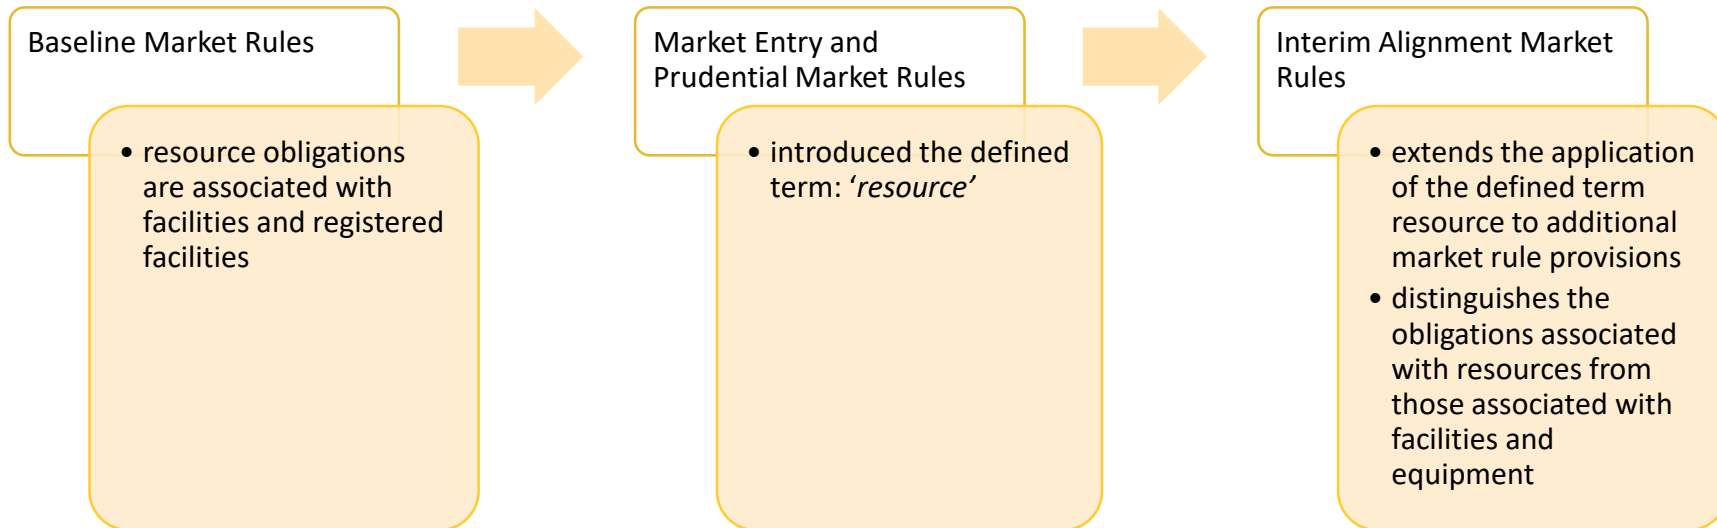 Baseline Market Rules
• resource obligations
are associated with
facilities and registered
facilities
Market Entry and
Prudential Market Rules
• introduced the defined
term: ‘resource’
Interim Alignment Market
Rules
• extends the application
of the defined term
resource to additional
market rule provisions
• distinguishes the
obligations associated
with resources from
those associated with
facilities and
equipment